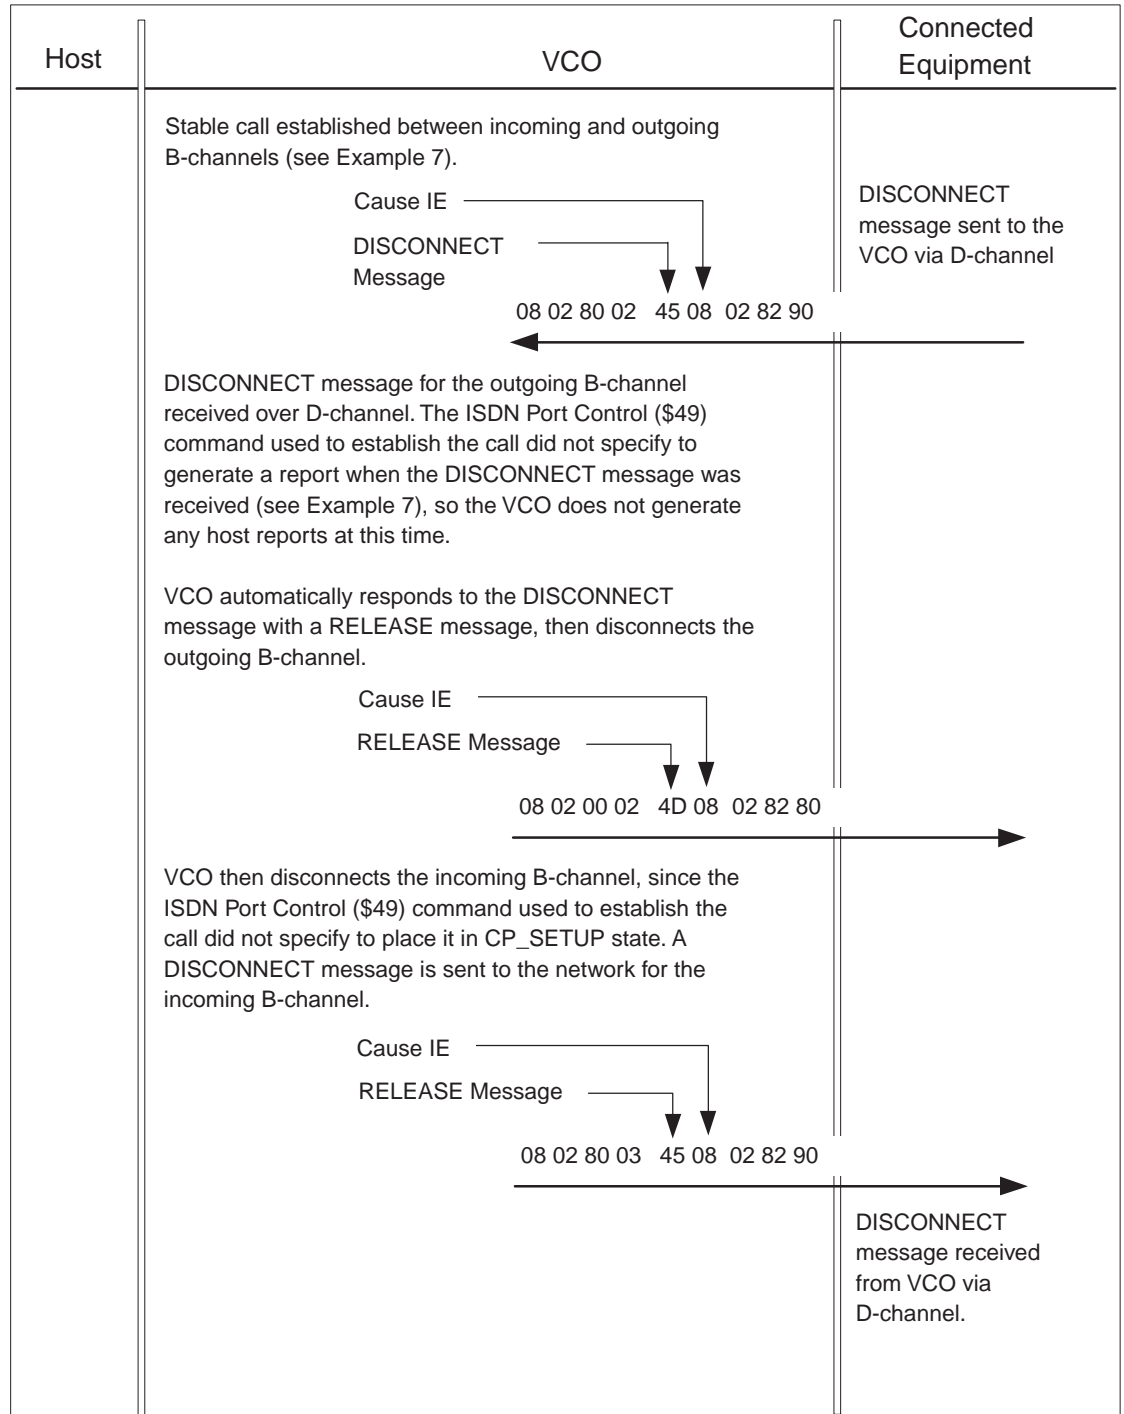 Host
VCO
Connected
Equipment
Stable call established between incoming and outgoing
B-channels (see Example 7).
Cause IE
DISCONNECT
Message
08 02 80 02 45 08 02 82 90
DISCONNECT
message sent to the
VCO via D-channel
DISCONNECT message for the outgoing B-channel
received over D-channel. The ISDN Port Control ($49)
command used to establish the call did not specify to
generate a report when the DISCONNECT message was
received (see Example 7), so the VCO does not generate
any host reports at this time.
VCO automatically responds to the DISCONNECT
message with a RELEASE message, then disconnects the
outgoing B-channel.
Cause IE
RELEASE Message
08 02 00 02 4D 08 02 82 80
VCO then disconnects the incoming B-channel, since the
ISDN Port Control ($49) command used to establish the
call did not specify to place it in CP_SETUP state. A
DISCONNECT message is sent to the network for the
incoming B-channel.
Cause IE
RELEASE Message
08 02 80 03 45 08 02 82 90
DISCONNECT
message received
from VCO via
D-channel.